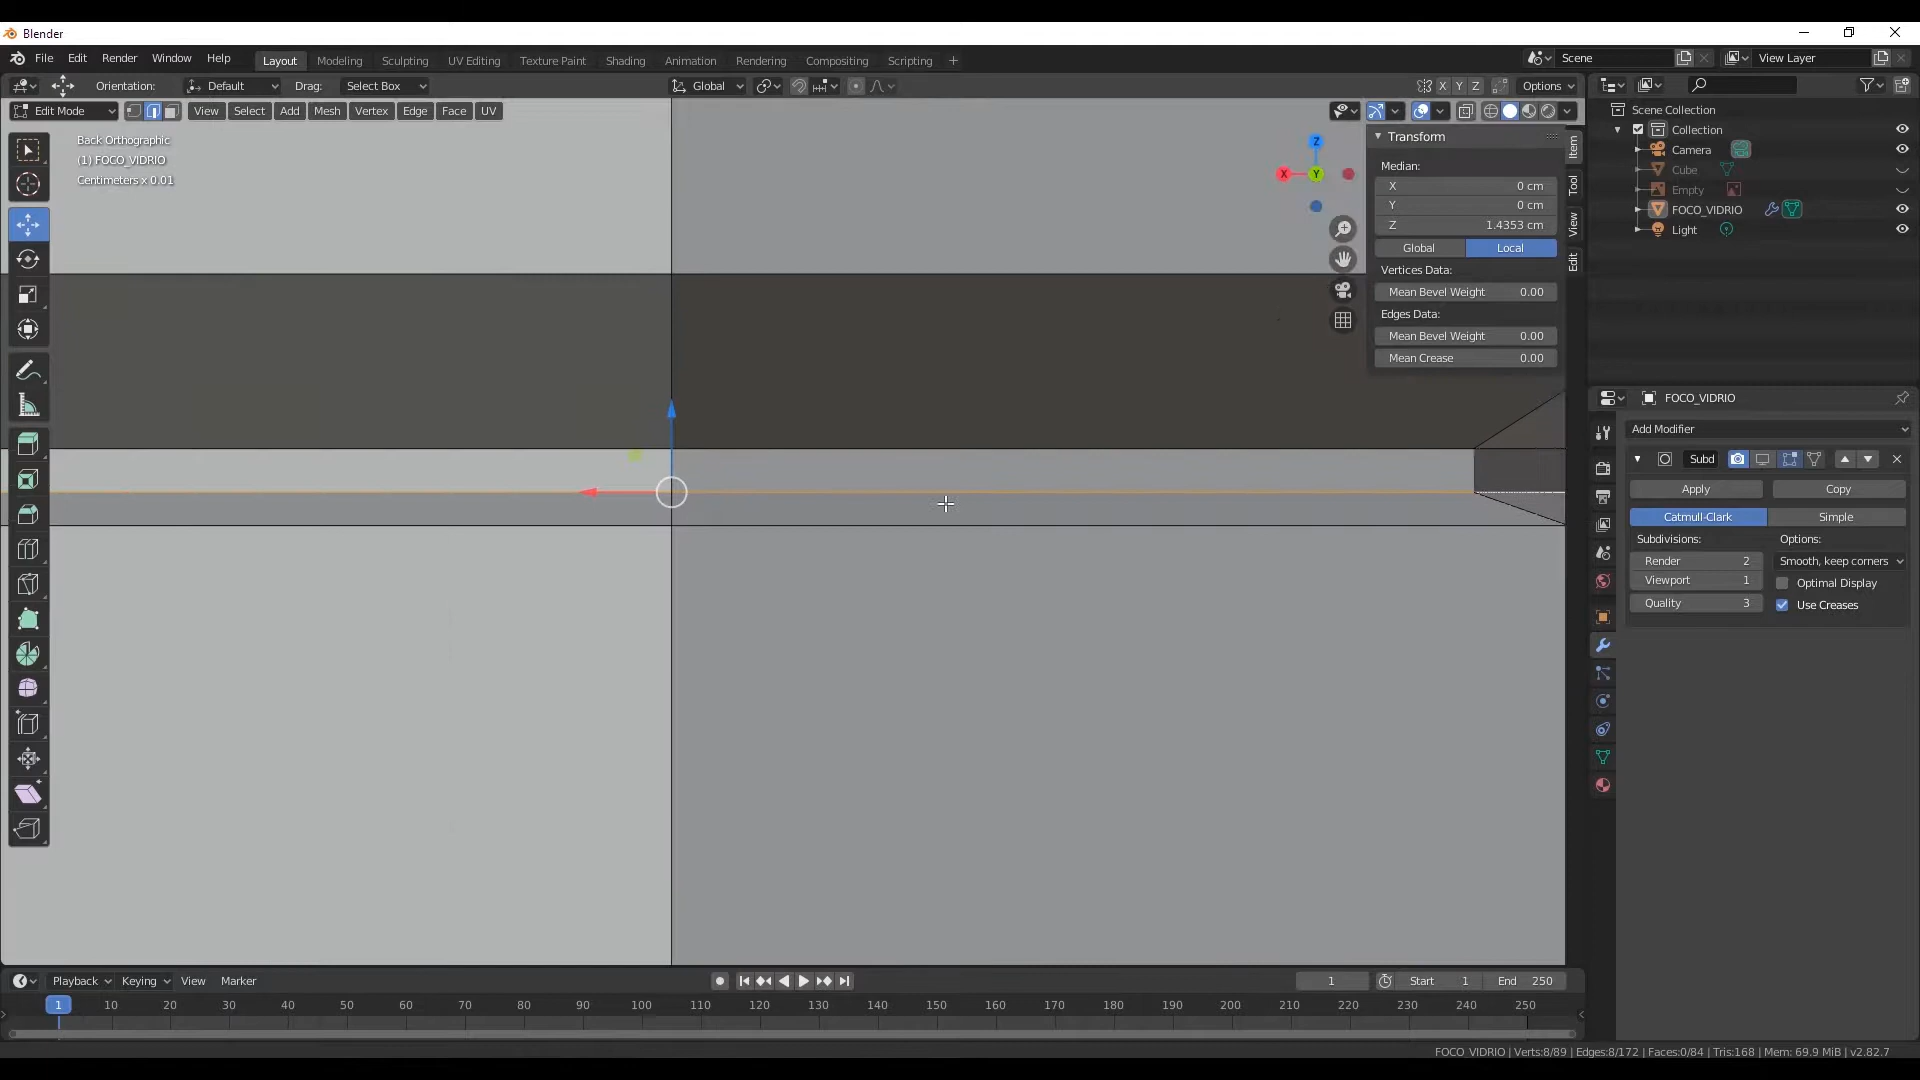 Blender
File Edit Render Window Help Layout Modeling Sculpting UV Editing Texture Paint Shading Animation Rendering Compositing Scripting + Scene View Layer
Orientation: Default Drag: Select Box Global X Y Z Options
Edit Mode View Select Add Mesh Vertex Edge Face UV
Back Orthographic
(1) FOCO_VIDRIO
Centimeters x 0.01
Z
X Y
Transform
Median:
X 0 cm
Y 0 cm
Z 1.4353 cm
Global Local
Vertices Data:
Mean Bevel Weight 0.00
Edges Data:
Mean Bevel Weight 0.00
Mean Crease 0.00
Item
Tool
View
Edit
Scene Collection
Collection
Camera
Cube
Empty
FOCO_VIDRIO
Light
FOCO_VIDRIO
Add Modifier
Subd
Apply Copy
Catmull-Clark Simple
Subdivisions: Options:
Render 2 Smooth, keep corners
Viewport 1 Optimal Display
Quality 3 Use Creases
Playback Keying View Marker 1 Start 1 End 250
1 10 20 30 40 50 60 70 80 90 100 110 120 130 140 150 160 170 180 190 200 210 220 230 240 250
FOCO_VIDRIO | Verts:8/89 | Edges:8/172 | Faces:0/84 | Tris:168 | Mem: 69.9 MiB | v2.82.7